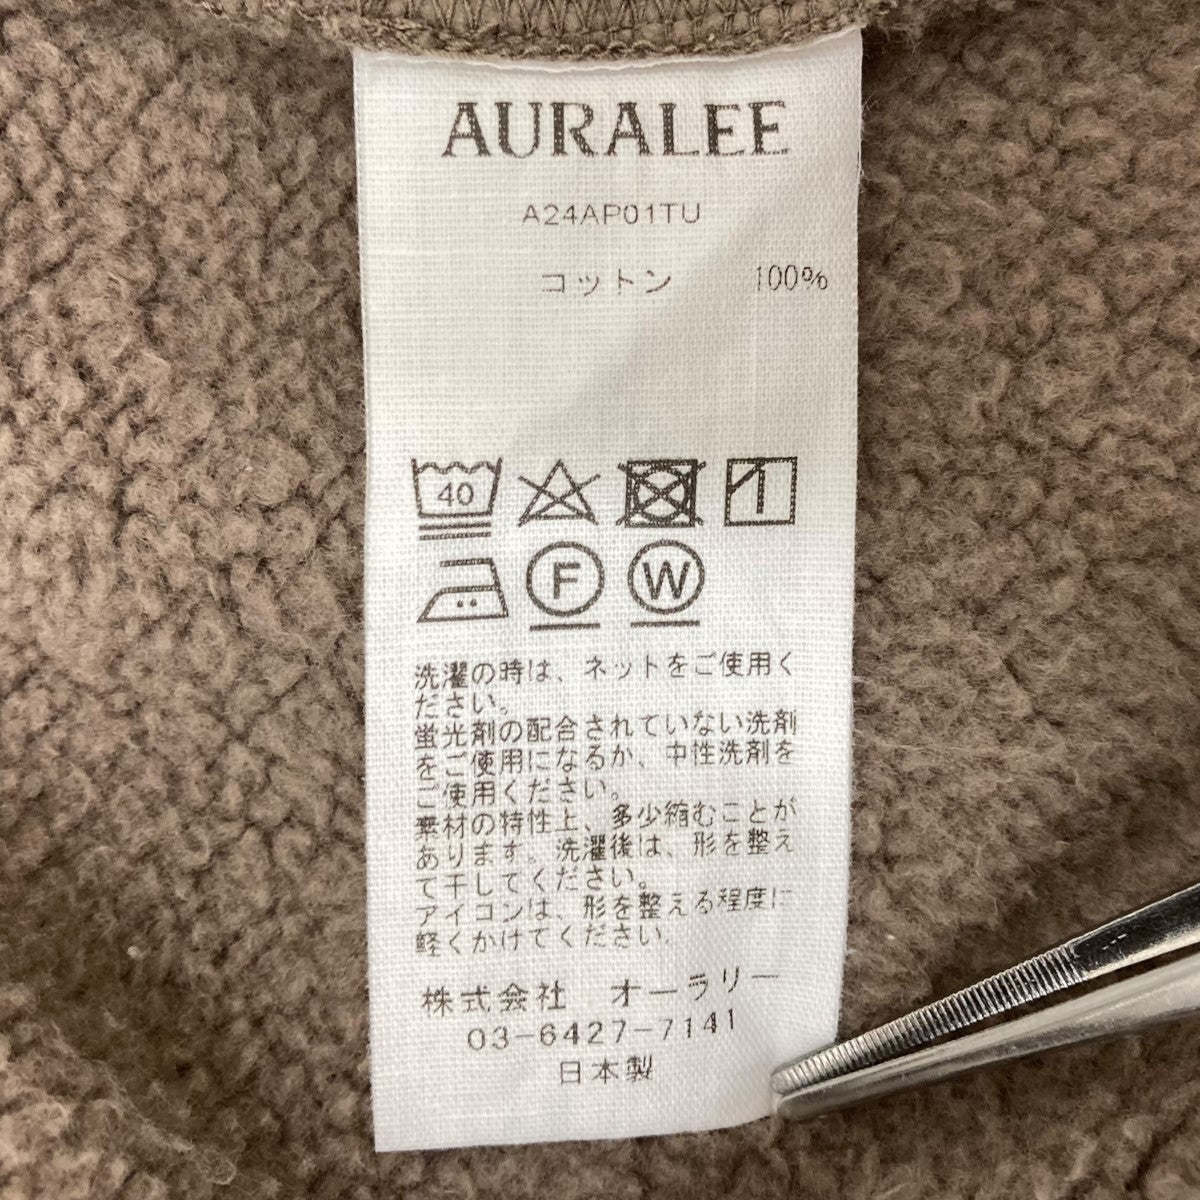 AURALEE
A24AP01TU
コットン 100%
40
F W
洗濯の時は、ネットをご使用く
ださい。
蛍光剤の配合されていない洗剤
をご使用になるか、中性洗剤を
ご使用ください。
素材の特性上、多少縮むことが
あります。洗濯後は、形を整え
て干してください。
アイロンは、形を整える程度に
軽くかけてください。
株式会社 オーラリー
03-6427-7141
日本製